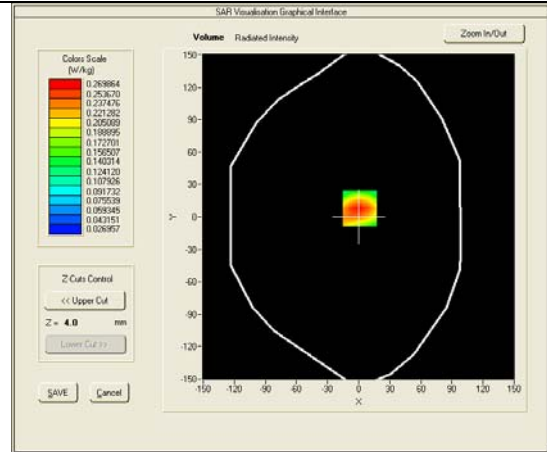 SAR Visualisation Graphical Interface
Volume Radiated Intensity
Zoom In/Out
Colors Scale
(W/kg)
0.269864
0.253670
0.237476
0.221282
0.205089
0.188895
0.172701
0.156507
0.140314
0.124120
0.107926
0.091732
0.075539
0.059345
0.043151
0.026957
Z-Cuts Control
<< Upper Cut
Z = 4.0 mm
Lower Cut >>
SAVE Cancel
150-
120-
90-
60-
30-
0-
-30-
-60-
-90-
-120-
-150-
Y
-150 -120 -90 -60 -30 0 30 60 90 120 150
X